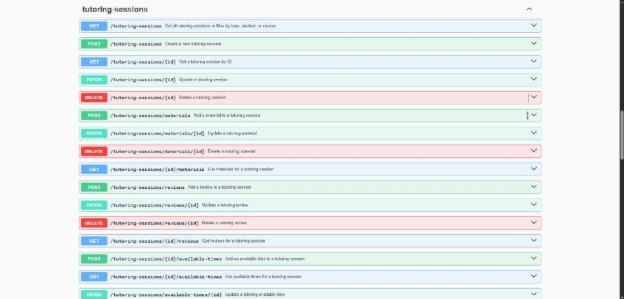 tutoring-sessions
GET /tutoring-sessions Get all tutoring sessions or filter by tutor, student, or course
POST /tutoring-sessions Create a new tutoring session
GET /tutoring-sessions/{id} Get a tutoring session by ID
PATCH /tutoring-sessions/{id} Update a tutoring session
DELETE /tutoring-sessions/{id} Delete a tutoring session
POST /tutoring-sessions/materials Add a material to a tutoring session
PATCH /tutoring-sessions/materials/{id} Update a tutoring material
DELETE /tutoring-sessions/materials/{id} Delete a tutoring material
GET /tutoring-sessions/{id}/materials Get materials for a tutoring session
POST /tutoring-sessions/reviews Add a review to a tutoring session
PATCH /tutoring-sessions/reviews/{id} Update a tutoring review
DELETE /tutoring-sessions/reviews/{id} Delete a tutoring review
GET /tutoring-sessions/{id}/reviews Get reviews for a tutoring session
POST /tutoring-sessions/{id}/available-times Add an available time to a tutoring session
GET /tutoring-sessions/{id}/available-times Get available times for a tutoring session
PATCH /tutoring-sessions/available-times/{id} Update a tutoring available time